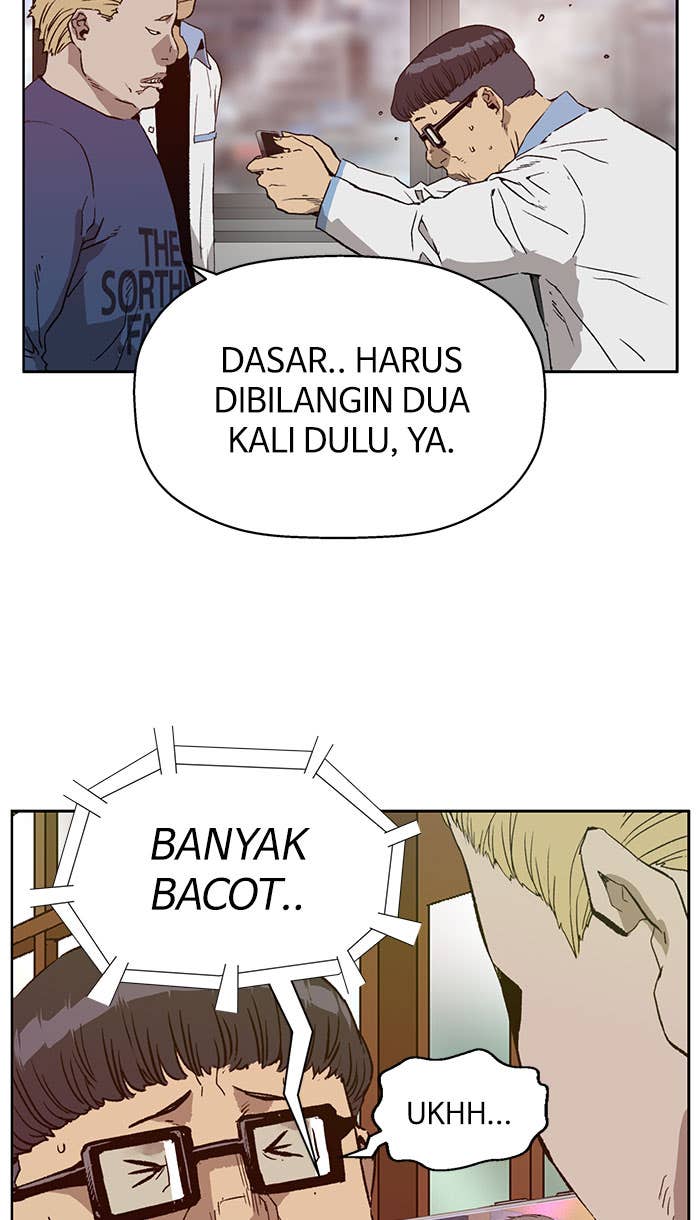 THE
SORTH
FA
DASAR.. HARUS
DIBILANGIN DUA
KALI DULU, YA.
BANYAK
BACOT..
UKHH...